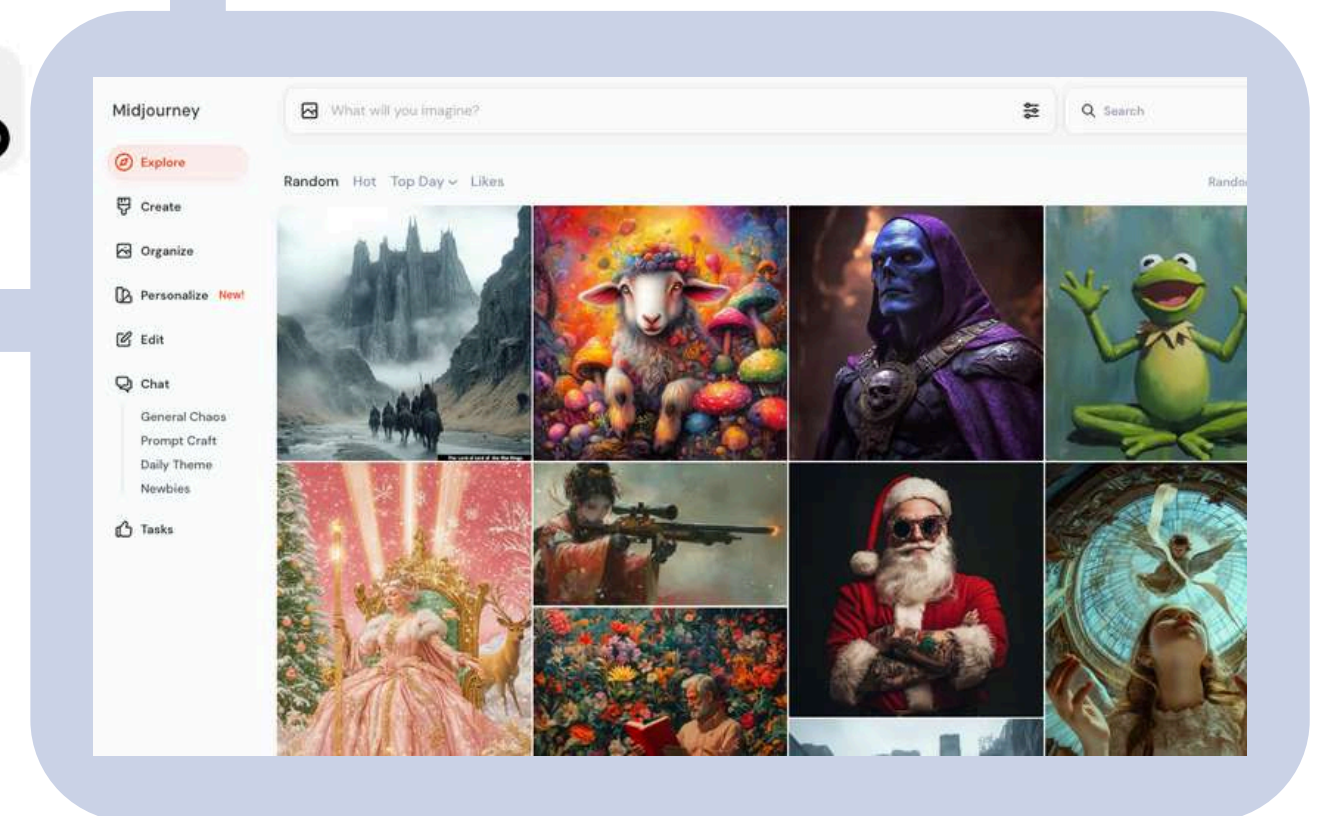 Midjourney
What will you imagine?
Search
Explore
Random Hot Top Day Likes
Create
Organize
Personalize New!
Edit
Chat
General Chaos
Prompt Craft
Daily Theme
Newbies
Tasks